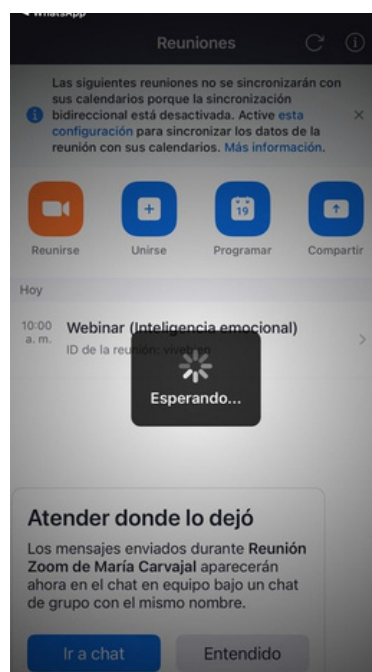 ◀ WhatsApp
Reuniones
Las siguientes reuniones no se sincronizarán con
sus calendarios porque la sincronización
bidireccional está desactivada. Active esta
configuración para sincronizar los datos de la
reunión con sus calendarios. Más información.
19
Reunirse Unirse Programar Compartir
Hoy
10:00 Webinar (Inteligencia emocional)
a. m. ID de la reunión:
Esperando...
Atender donde lo dejó
Los mensajes enviados durante Reunión
Zoom de María Carvajal aparecerán
ahora en el chat en equipo bajo un chat
de grupo con el mismo nombre.
Ir a chat Entendido